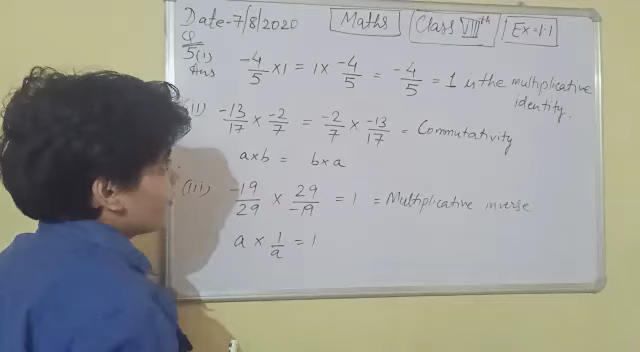 Date-7/8/2020 Maths Class VIIIth Ex=1.1
Q5(i)
Ans -4/5 x 1 = 1 x -4/5 = -4/5 = 1 is the multiplicative
identity.
(ii) -13/17 x -2/7 = -2/7 x -13/17 = Commutativity
a x b = b x a
(iii) -19/29 x 29/-19 = 1 = Multiplicative inverse
a x 1/a = 1